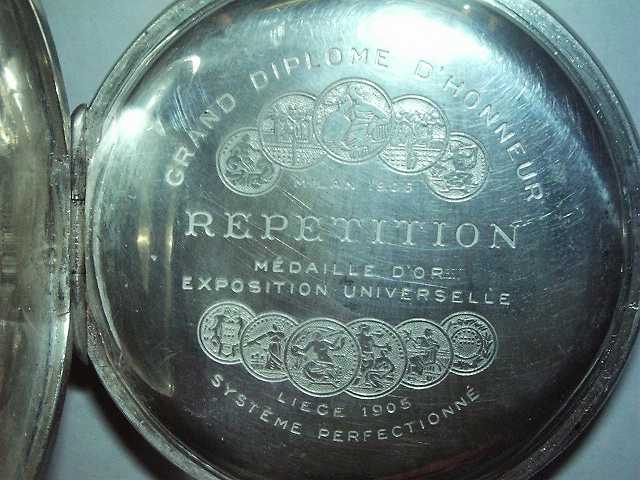 GRAND DIPLOME D'HONNEUR
MILAN 1906
REPETITION
MÉDAILLE D'OR
EXPOSITION UNIVERSELLE
LIEGE 1905
SYSTÈME PERFECTIONNÉ